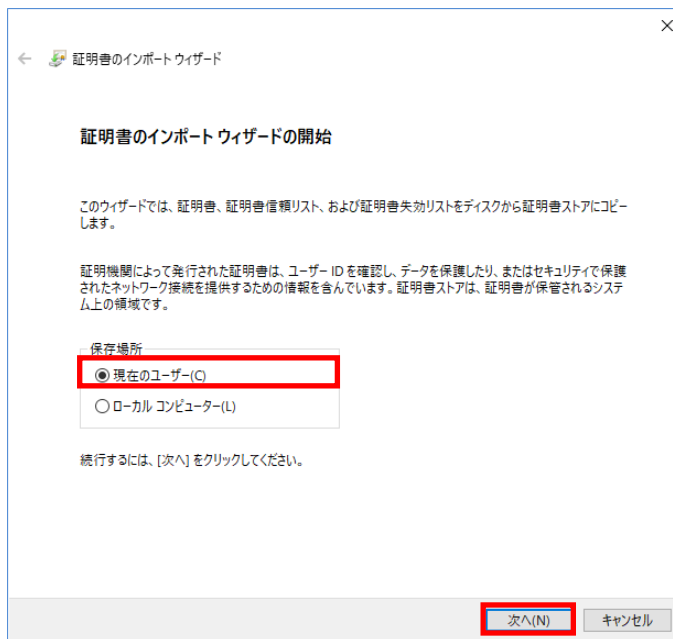 証明書のインポート ウィザード
証明書のインポート ウィザードの開始
このウィザードでは、証明書、証明書信頼リスト、および証明書失効リストをディスクから証明書ストアにコピー
します。
証明機関によって発行された証明書は、ユーザー ID を確認し、データを保護したり、またはセキュリティで保護
されたネットワーク接続を提供するための情報を含んでいます。証明書ストアは、証明書が保管されるシステ
ム上の領域です。
保存場所
現在のユーザー(C)
ローカル コンピューター(L)
続行するには、[次へ] をクリックしてください。
次へ(N)
キャンセル